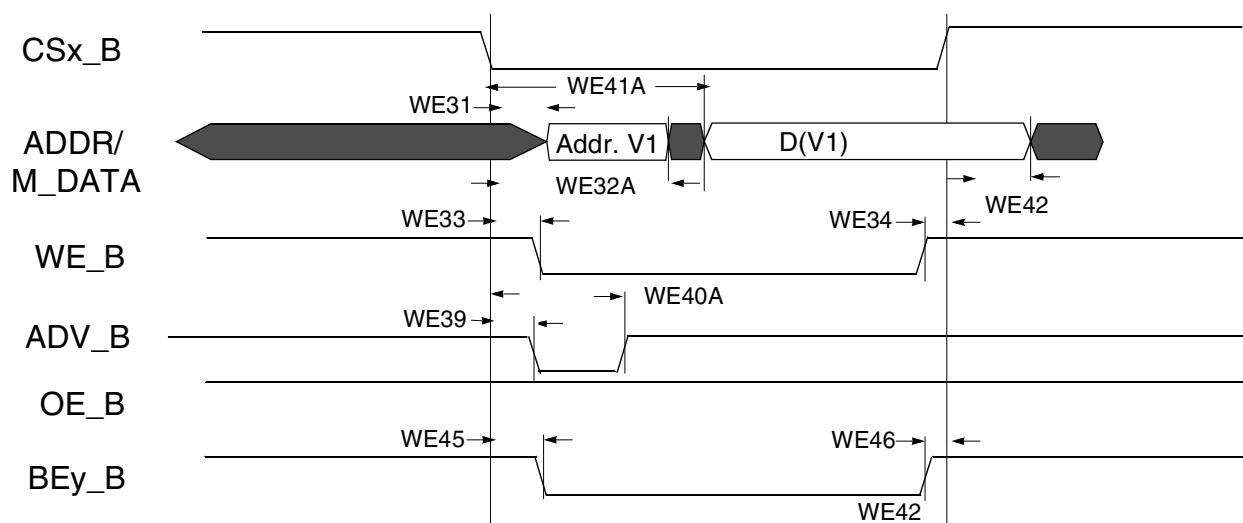 CSx_B
WE41A
WE31
ADDR/
M_DATA
Addr. V1
D(V1)
WE32A
WE42
WE33
WE34
WE_B
WE40A
WE39
ADV_B
OE_B
WE45
WE46
BEy_B
WE42